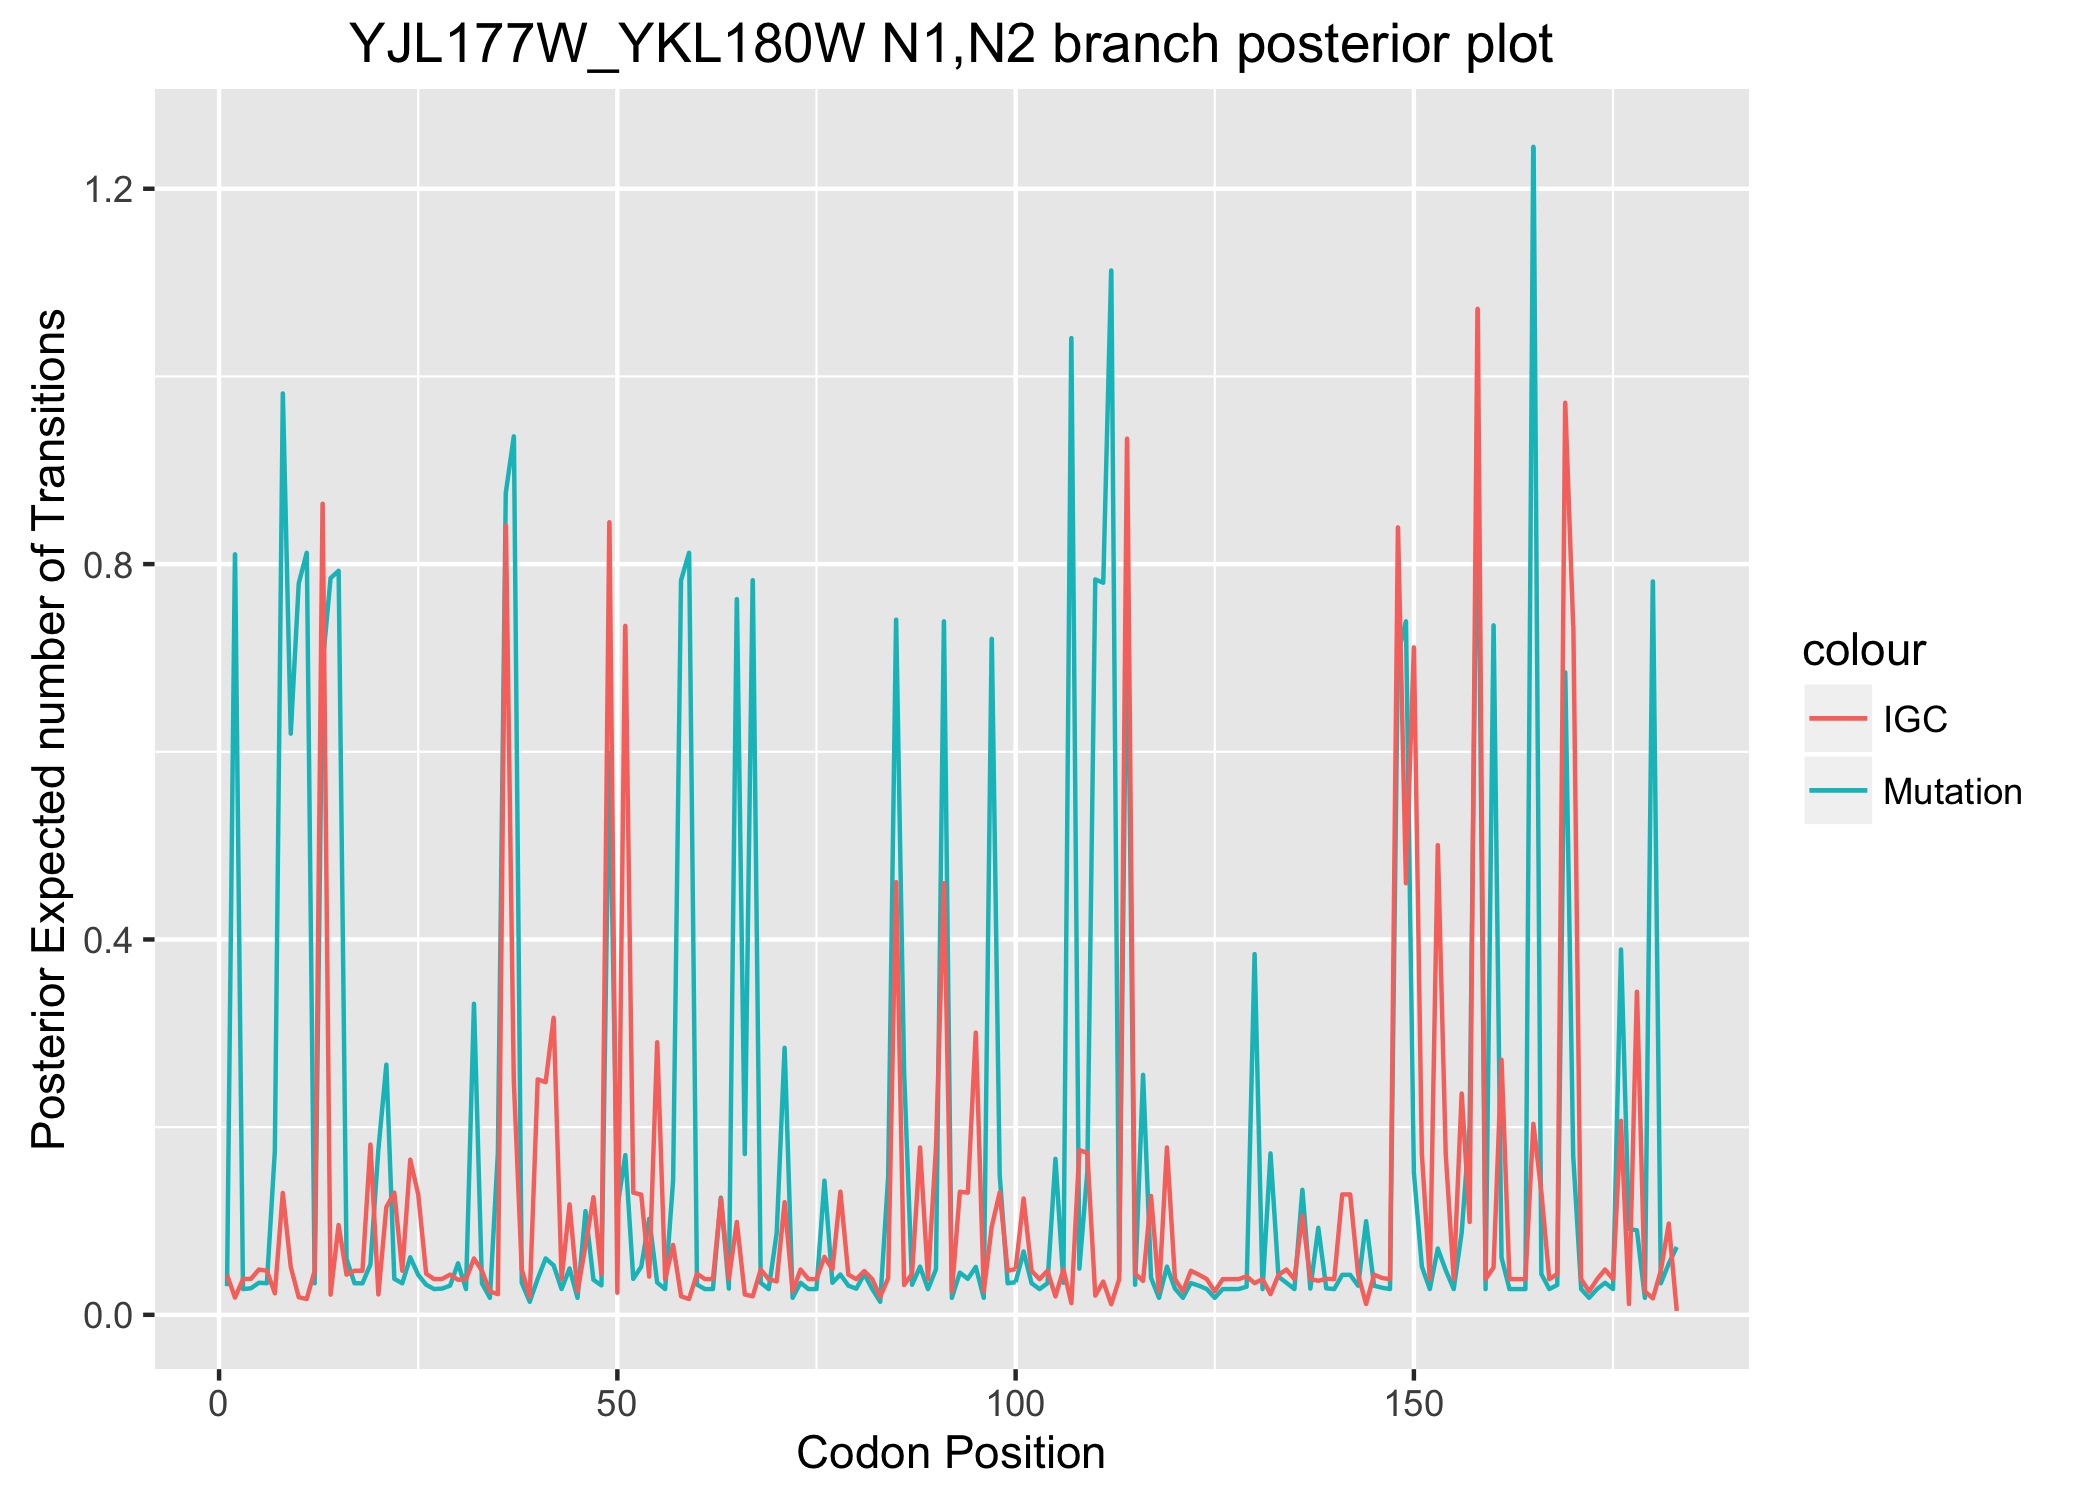 YJL177W_YKL180W N1,N2 branch posterior plot
Posterior Expected number of Transitions
1.2
0.8
0.4
0.0
0
50
100
150
Codon Position
colour
IGC
Mutation